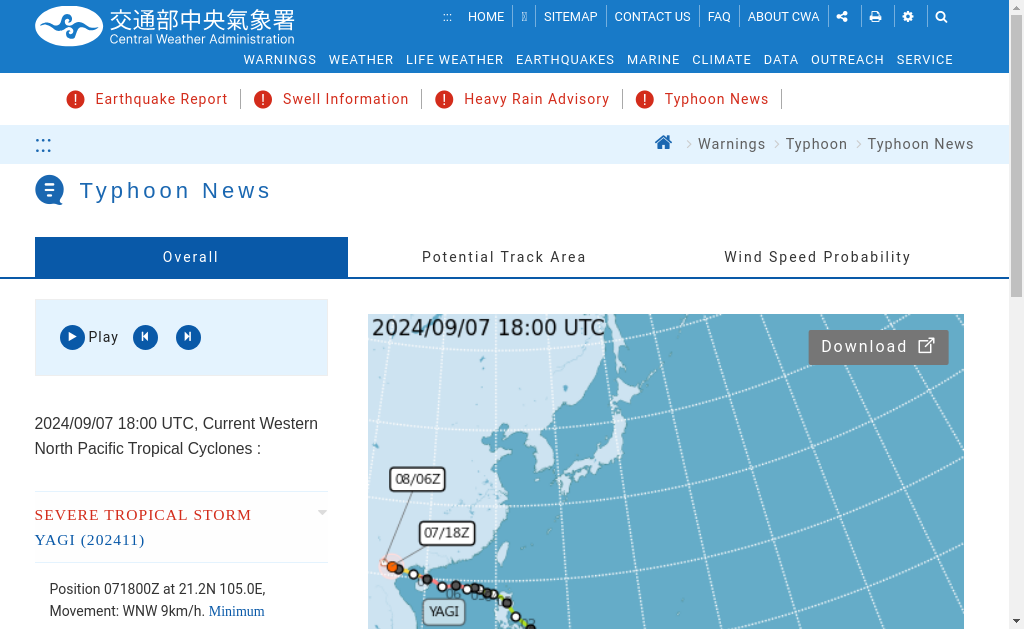 交通部中央氣象署
Central Weather Administration
::: HOME SITEMAP CONTACT US FAQ ABOUT CWA
WARNINGS WEATHER LIFE WEATHER EARTHQUAKES MARINE CLIMATE DATA OUTREACH SERVICE
Earthquake Report Swell Information Heavy Rain Advisory Typhoon News
:::
Warnings Typhoon Typhoon News
Typhoon News
Overall Potential Track Area Wind Speed Probability
Play
2024/09/07 18:00 UTC, Current Western
North Pacific Tropical Cyclones :
SEVERE TROPICAL STORM
YAGI (202411)
Position 071800Z at 21.2N 105.0E,
Movement: WNW 9km/h. Minimum
2024/09/07 18:00 UTC
Download
08/06Z
07/18Z
YAGI